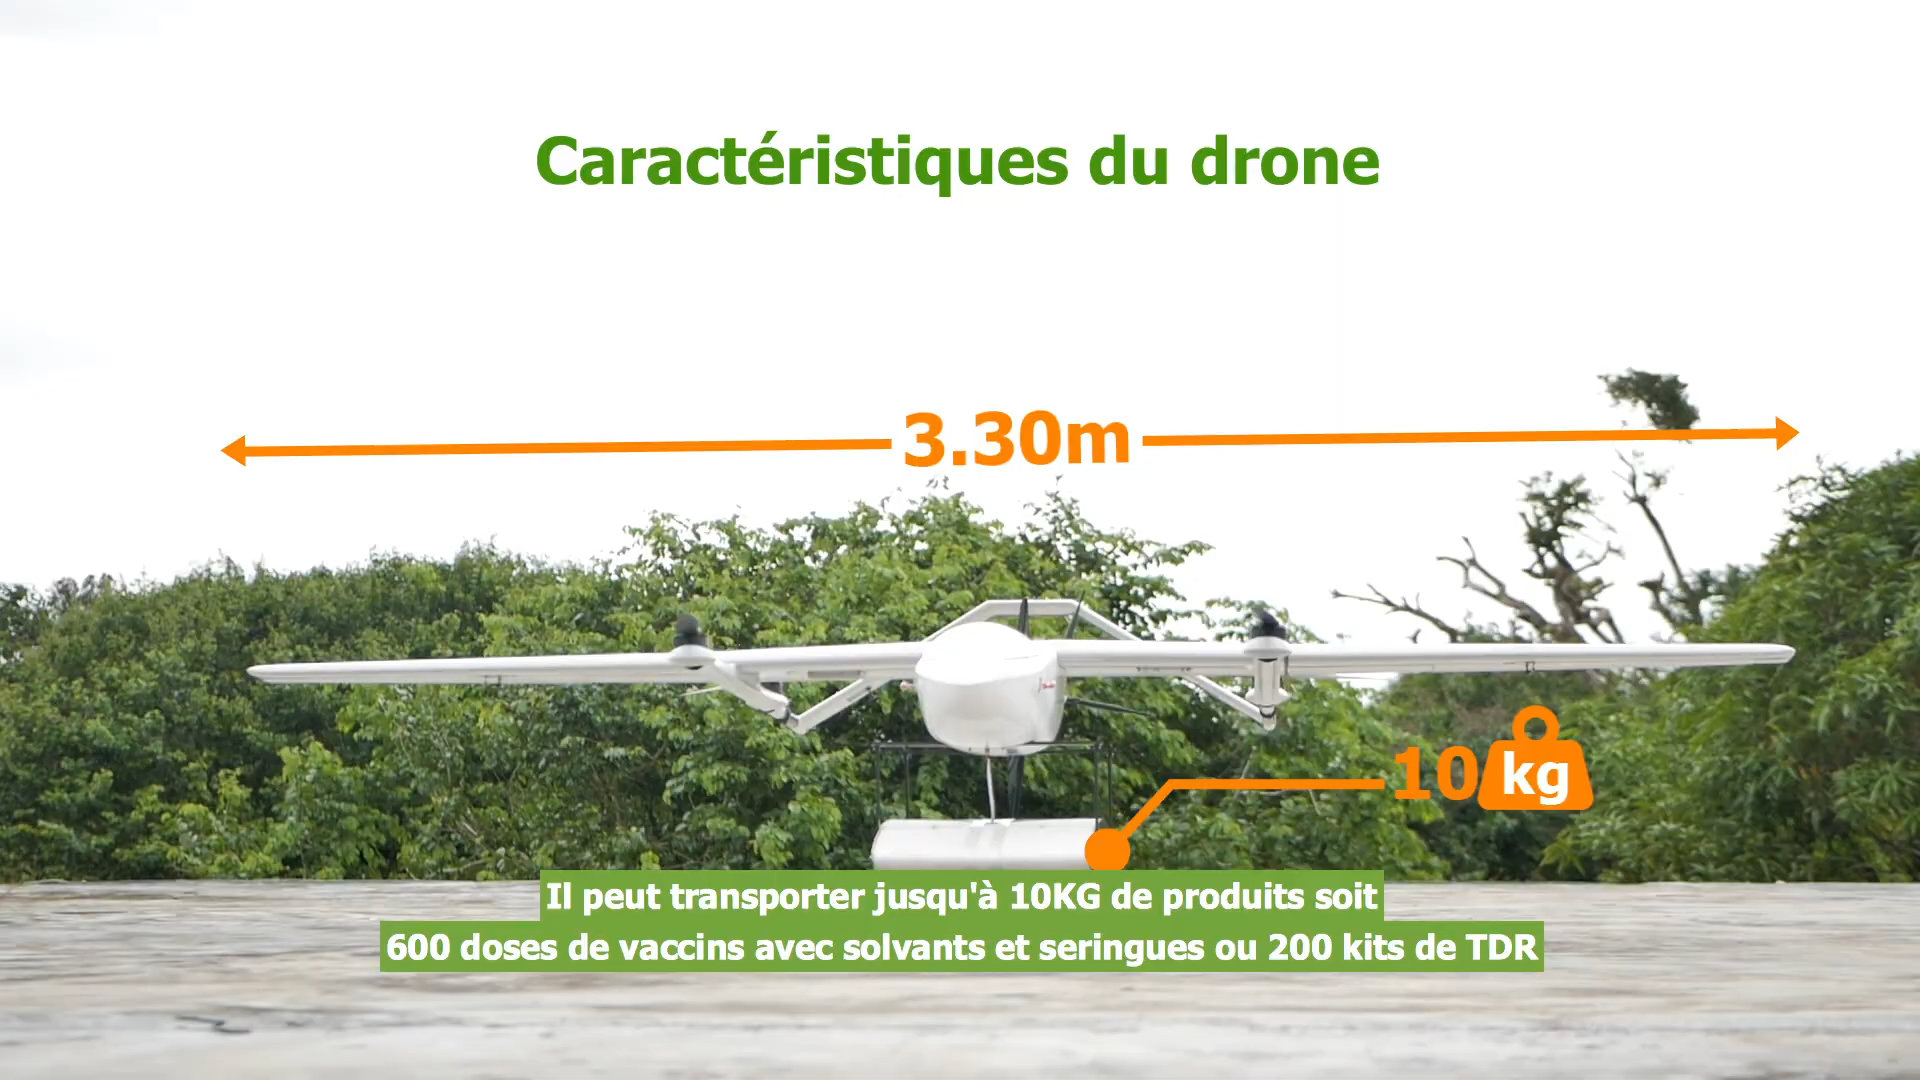 Caractéristiques du drone
3.30m
10 kg
Il peut transporter jusqu'à 10KG de produits soit
600 doses de vaccins avec solvants et seringues ou 200 kits de TDR